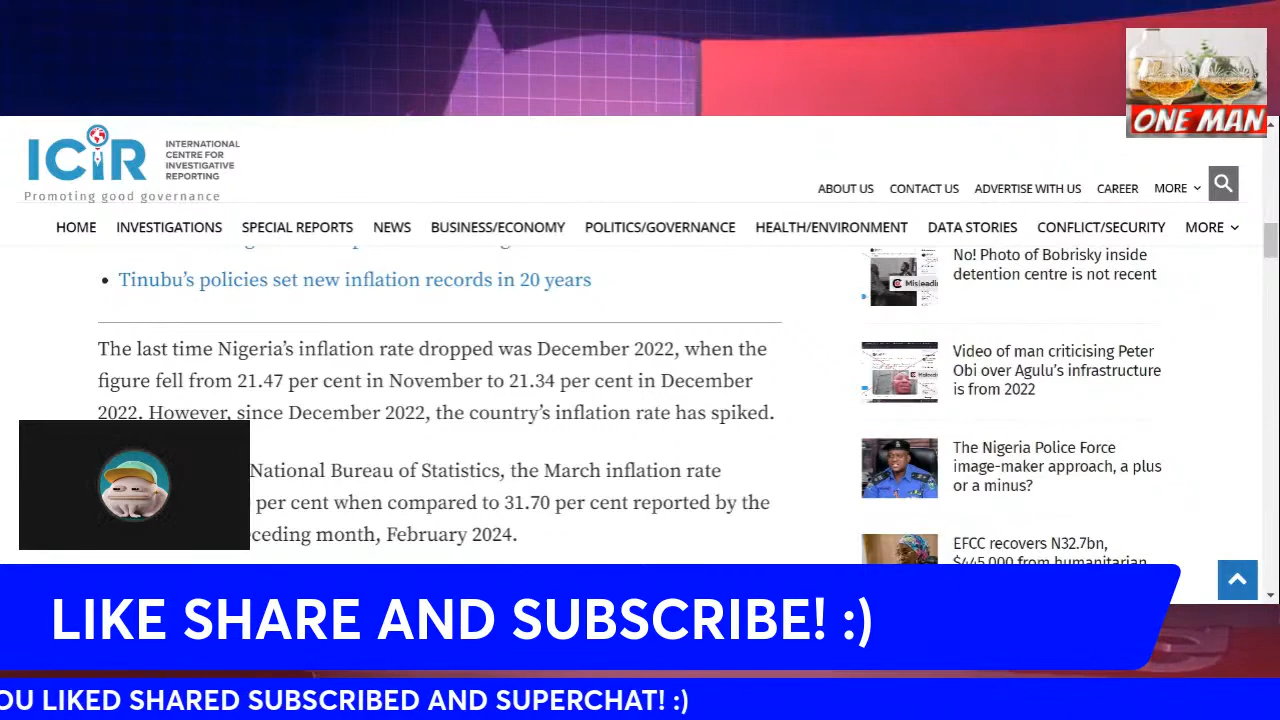 ONE MAN
ICIR
INTERNATIONAL
CENTRE FOR
INVESTIGATIVE
REPORTING
Promoting good governance
ABOUT US CONTACT US ADVERTISE WITH US CAREER MORE
HOME INVESTIGATIONS SPECIAL REPORTS NEWS BUSINESS/ECONOMY POLITICS/GOVERNANCE HEALTH/ENVIRONMENT DATA STORIES CONFLICT/SECURITY MORE
• Tinubu’s policies set new inflation records in 20 years
The last time Nigeria’s inflation rate dropped was December 2022, when the
figure fell from 21.47 per cent in November to 21.34 per cent in December
2022. However, since December 2022, the country’s inflation rate has spiked.
National Bureau of Statistics, the March inflation rate
per cent when compared to 31.70 per cent reported by the
ceding month, February 2024.
No! Photo of Bobrisky inside
detention centre is not recent
Video of man criticising Peter
Obi over Agulu’s infrastructure
is from 2022
The Nigeria Police Force
image-maker approach, a plus
or a minus?
EFCC recovers N32.7bn,
$445,000 from humanitarian
LIKE SHARE AND SUBSCRIBE! :)
OU LIKED SHARED SUBSCRIBED AND SUPERCHAT! :)